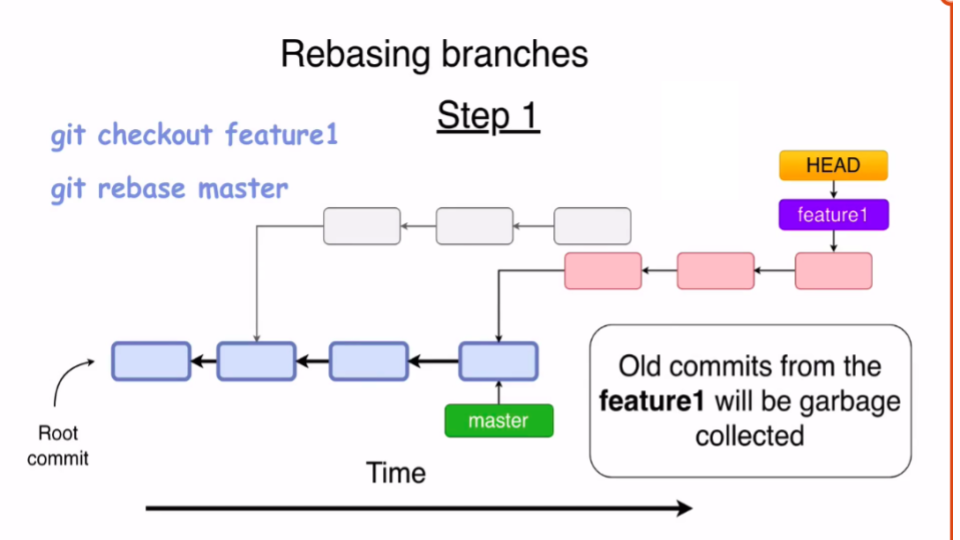 Rebasing branches
Step 1
git checkout feature1
git rebase master
HEAD
feature1
Old commits from the
feature1 will be garbage
collected
master
Root
commit
Time